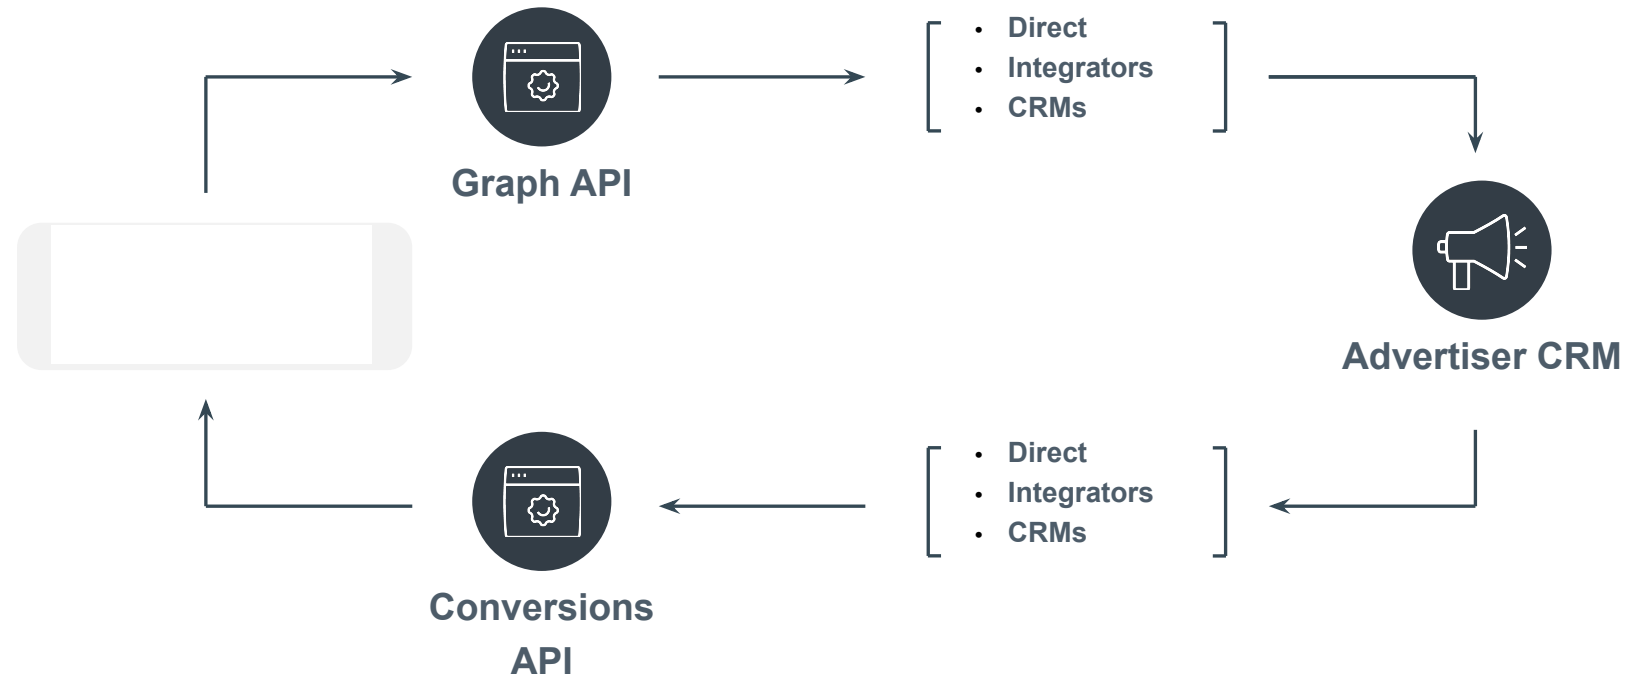 Direct
Integrators
CRMs
Graph API
Advertiser CRM
Direct
Integrators
CRMs
Conversions
API